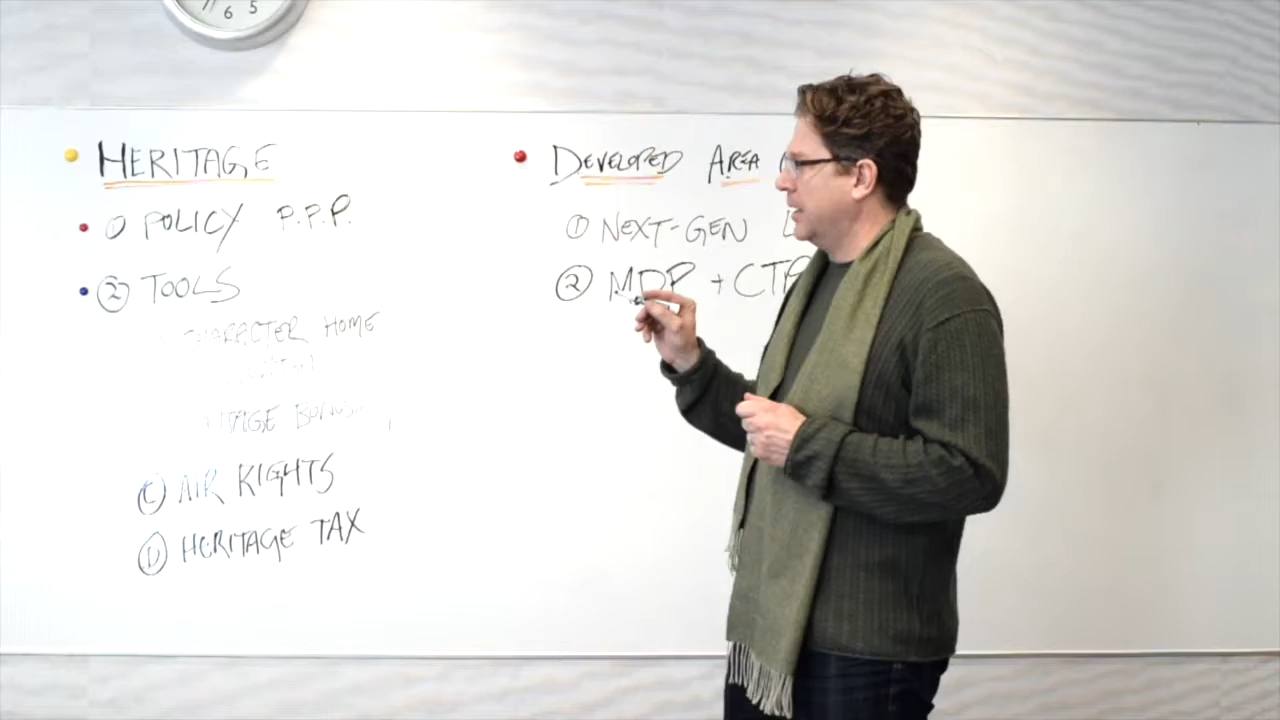 6 5
HERITAGE
① POLICY P.P.P.
② TOOLS
CHARACTER HOME
Ⓒ AIR RIGHTS
Ⓓ HERITAGE TAX
DEVELOPED AREA
① NEXT-GEN
② MDP + CTP